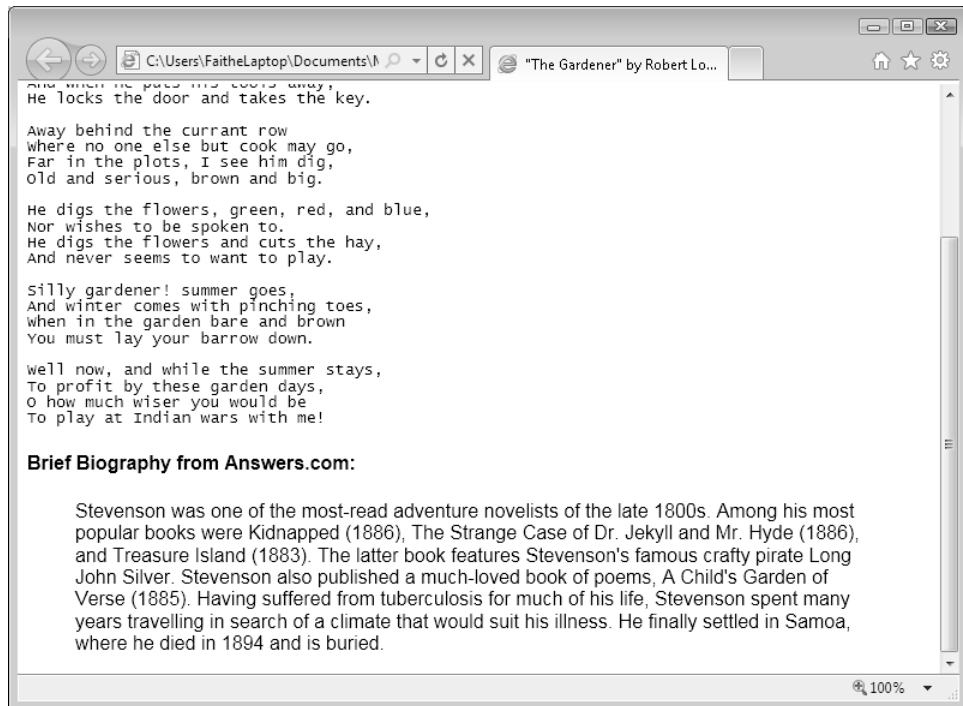 C:\Users\FaitheLaptop\Documents\M
"The Gardener" by Robert Lo...
And when he puts his tools away,
He locks the door and takes the key.
Away behind the currant row
Where no one else but cook may go,
Far in the plots, I see him dig,
Old and serious, brown and big.
He digs the flowers, green, red, and blue,
Nor wishes to be spoken to.
He digs the flowers and cuts the hay,
And never seems to want to play.
Silly gardener! summer goes,
And winter comes with pinching toes,
When in the garden bare and brown
You must lay your barrow down.
Well now, and while the summer stays,
To profit by these garden days,
O how much wiser you would be
To play at Indian wars with me!
Brief Biography from Answers.com:
Stevenson was one of the most-read adventure novelists of the late 1800s. Among his most
popular books were Kidnapped (1886), The Strange Case of Dr. Jekyll and Mr. Hyde (1886),
and Treasure Island (1883). The latter book features Stevenson's famous crafty pirate Long
John Silver. Stevenson also published a much-loved book of poems, A Child's Garden of
Verse (1885). Having suffered from tuberculosis for much of his life, Stevenson spent many
years travelling in search of a climate that would suit his illness. He finally settled in Samoa,
where he died in 1894 and is buried.
100%